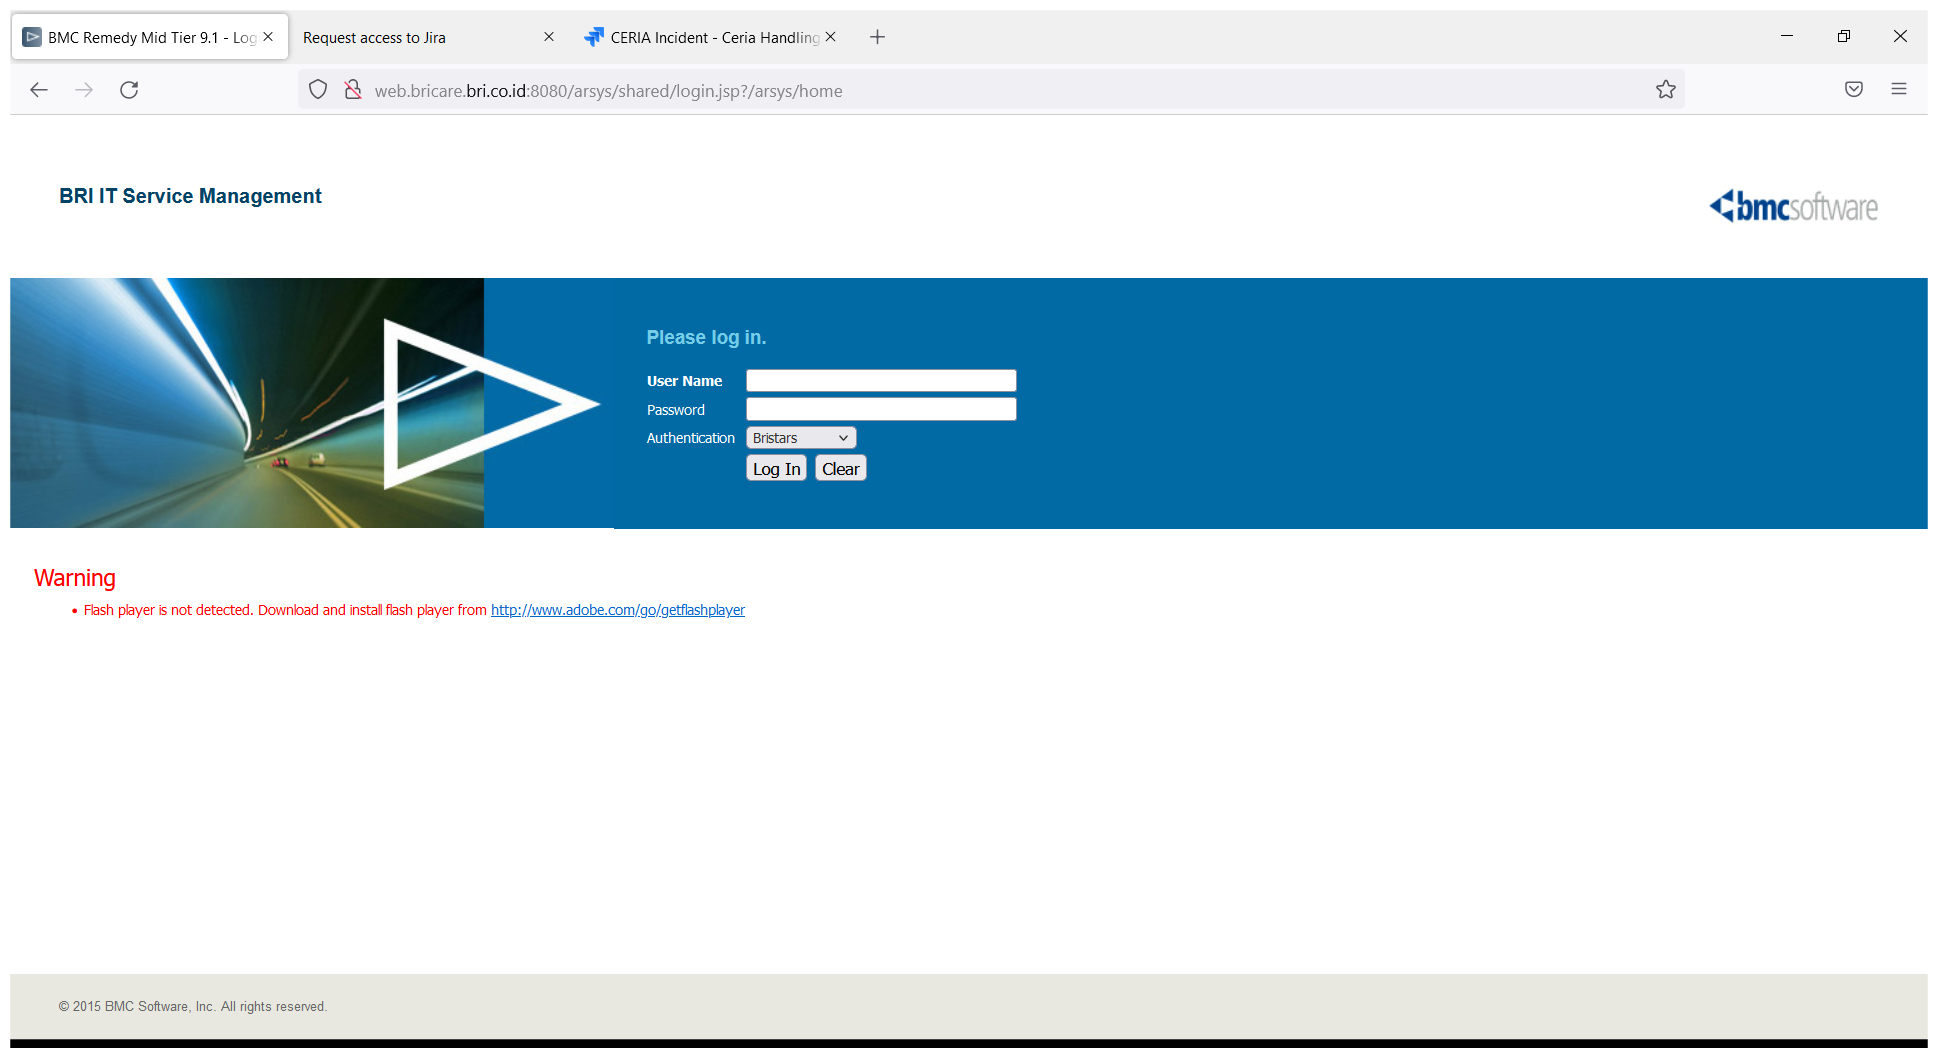 BMC Remedy Mid Tier 9.1 - Log
Request access to Jira
CERIA Incident - Ceria Handling
web.bricare.bri.co.id:8080/arsys/shared/login.jsp?/arsys/home
BRI IT Service Management
bmcsoftware
Please log in.
User Name
Password
Authentication Bristars
Log In Clear
Warning
• Flash player is not detected. Download and install flash player from http://www.adobe.com/go/getflashplayer
© 2015 BMC Software, Inc. All rights reserved.